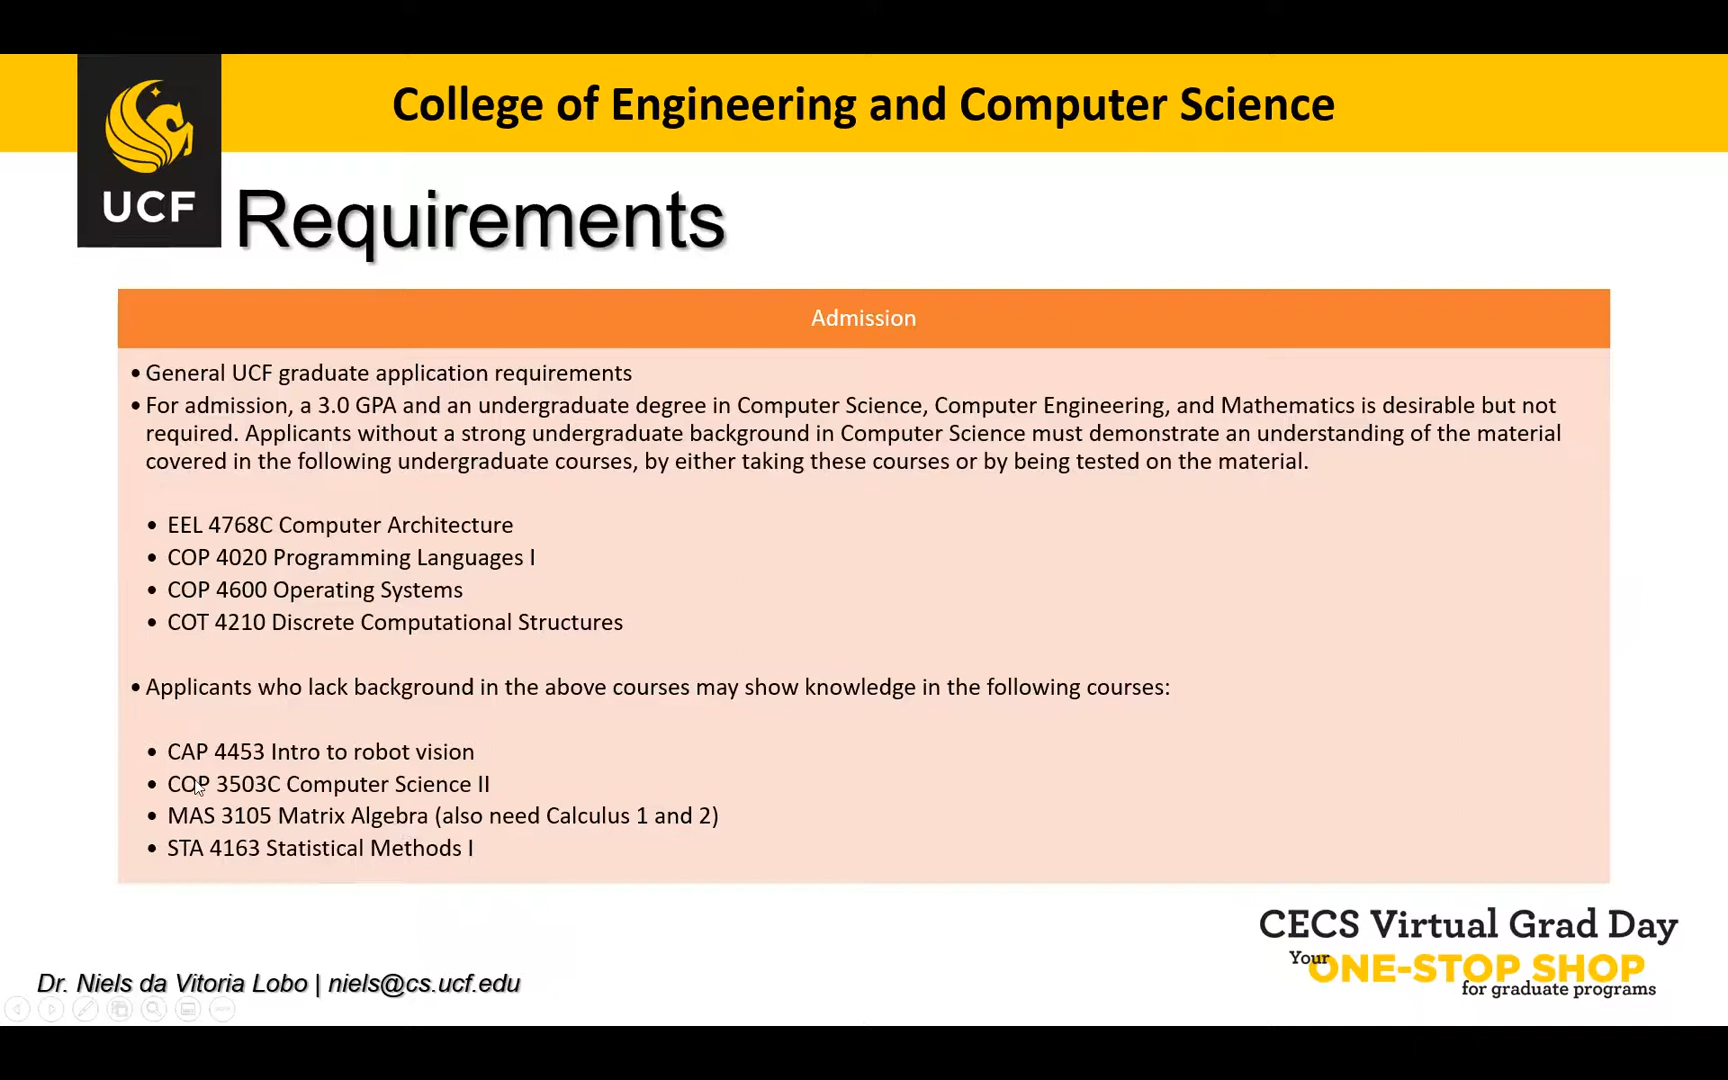 College of Engineering and Computer Science
UCF
Requirements
Admission
• General UCF graduate application requirements
• For admission, a 3.0 GPA and an undergraduate degree in Computer Science, Computer Engineering, and Mathematics is desirable but not
required. Applicants without a strong undergraduate background in Computer Science must demonstrate an understanding of the material
covered in the following undergraduate courses, by either taking these courses or by being tested on the material.
• EEL 4768C Computer Architecture
• COP 4020 Programming Languages I
• COP 4600 Operating Systems
• COT 4210 Discrete Computational Structures
• Applicants who lack background in the above courses may show knowledge in the following courses:
• CAP 4453 Intro to robot vision
• COP 3503C Computer Science II
• MAS 3105 Matrix Algebra (also need Calculus 1 and 2)
• STA 4163 Statistical Methods I
CECS Virtual Grad Day
Your ONE-STOP SHOP
for graduate programs
Dr. Niels da Vitoria Lobo | niels@cs.ucf.edu